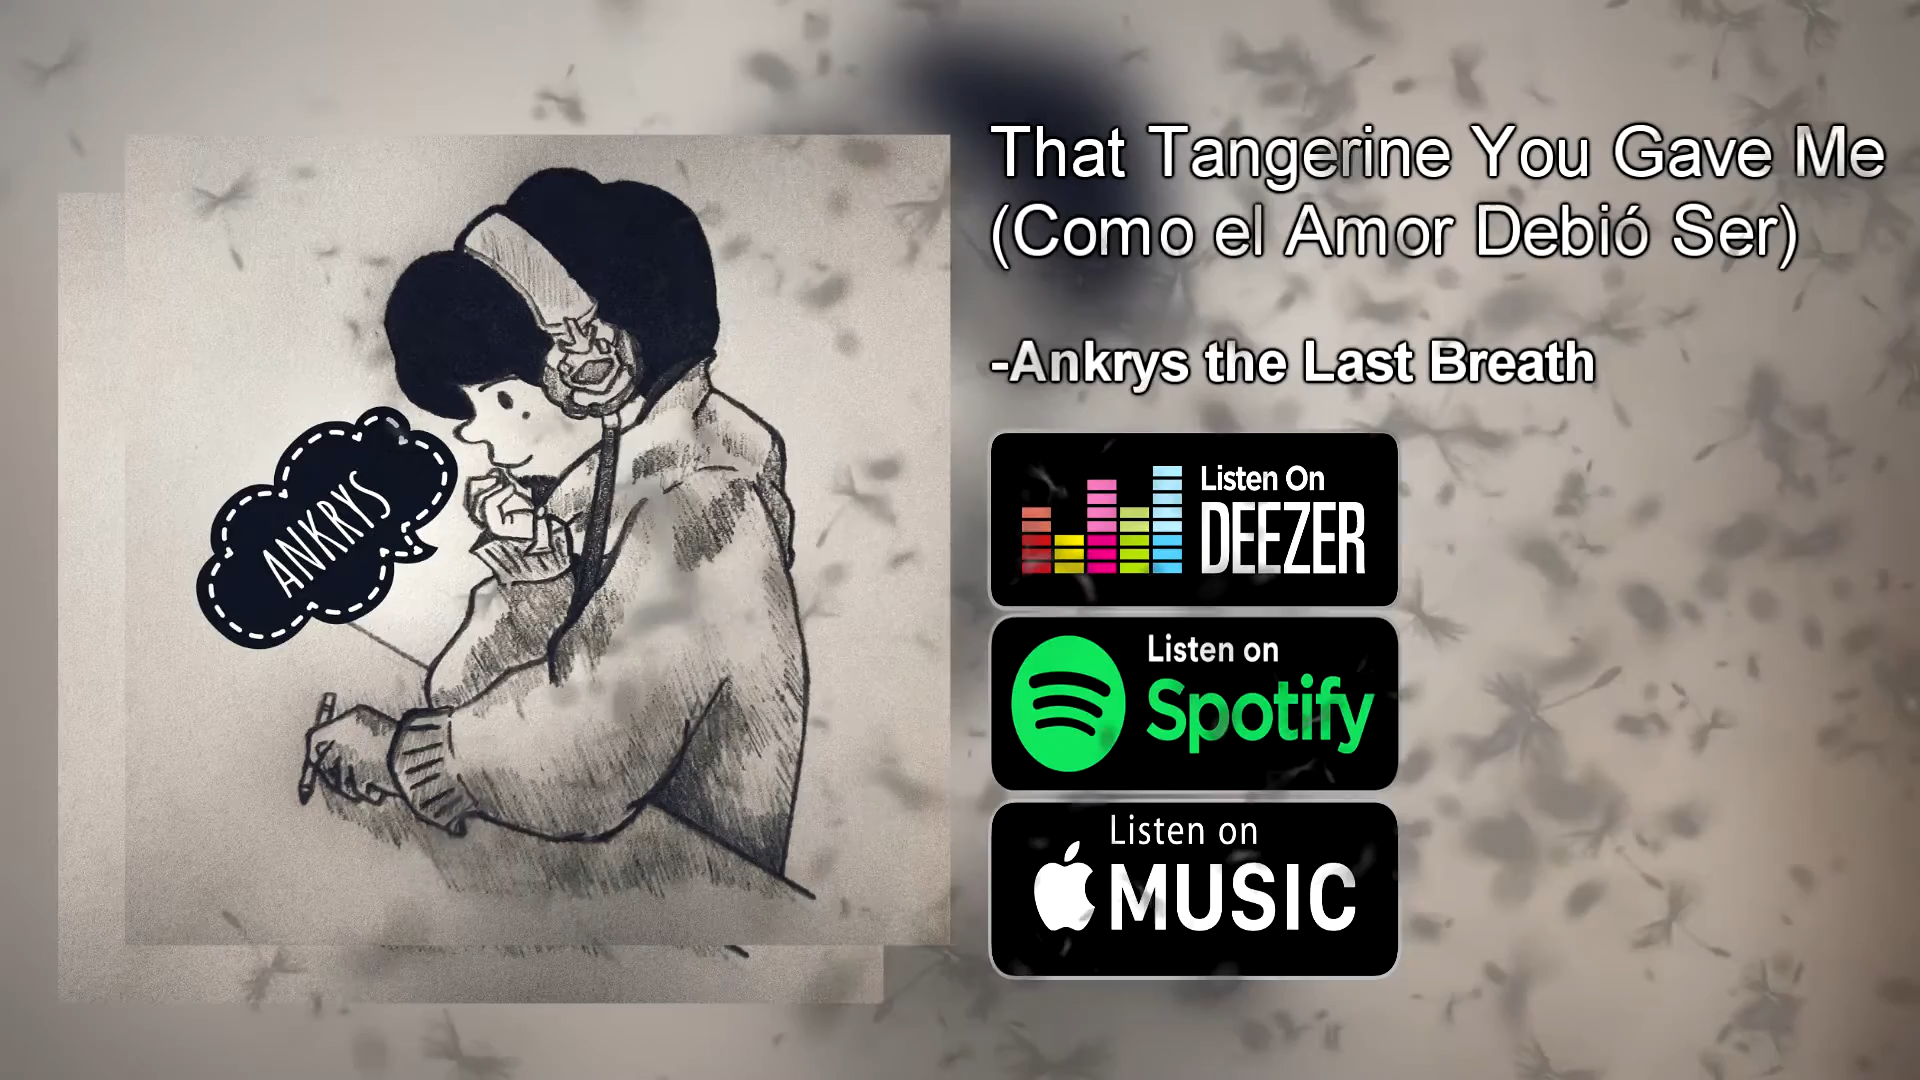 That Tangerine You Gave Me
(Como el Amor Debió Ser)
-Ankrys the Last Breath
ANKRYS
Listen On
DEEZER
Listen on
Spotify
Listen on
MUSIC